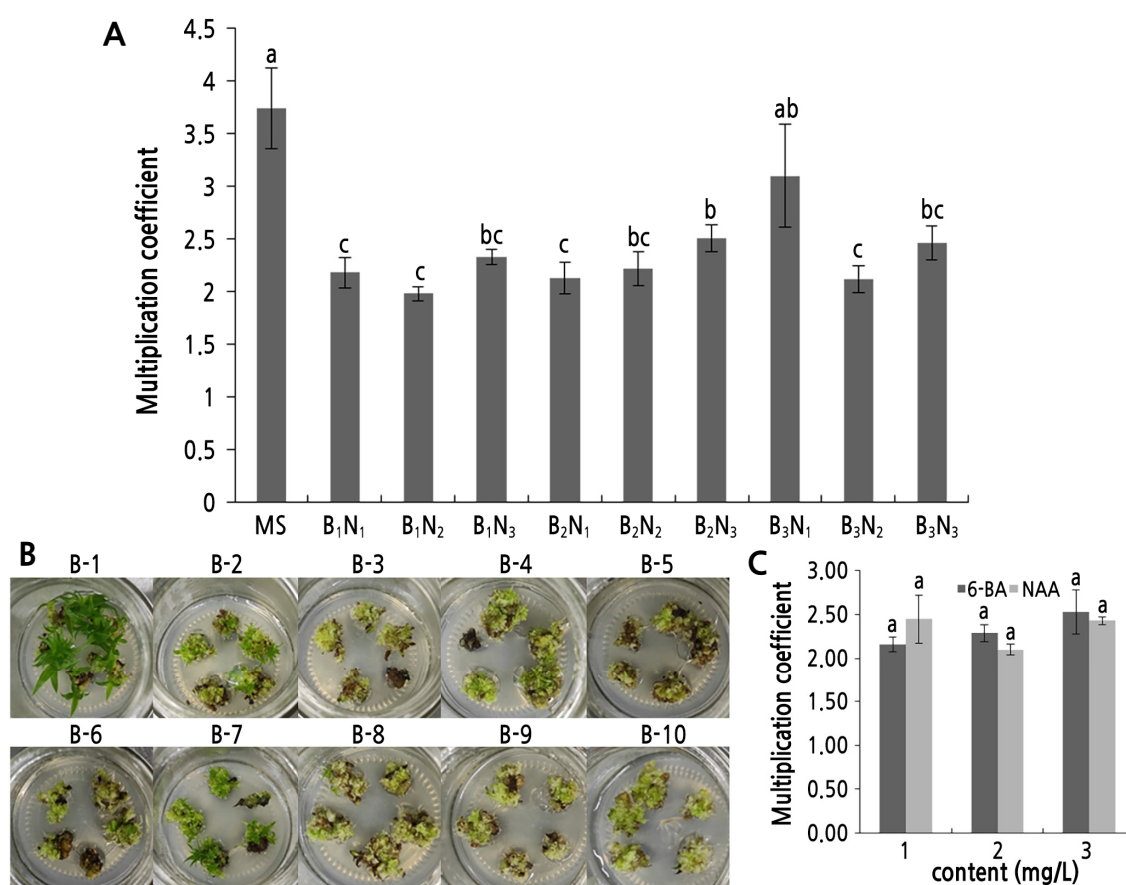 A
Multiplication coefficient
4.5
4
3.5
3
2.5
2
1.5
1
0.5
0
a
c
c
bc
c
bc
b
ab
c
bc
MS
B₁N₁
B₁N₂
B₁N₃
B₂N₁
B₂N₂
B₂N₃
B₃N₁
B₃N₂
B₃N₃
B
B-1
B-2
B-3
B-4
B-5
B-6
B-7
B-8
B-9
B-10
C
Multiplication coefficient
3.00
2.50
2.00
1.50
1.00
0.50
0.00
6-BA
NAA
a
a
a
a
a
a
1
2
3
content (mg/L)